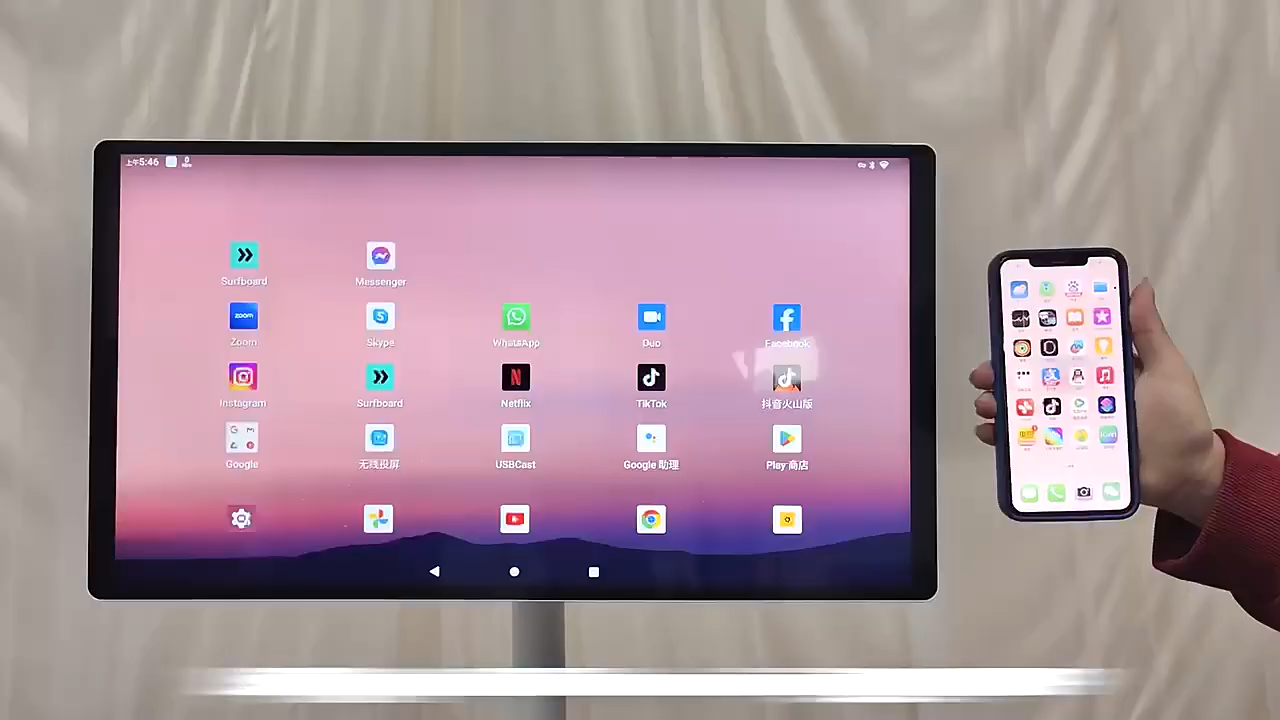 上午5:46
Surfboard
Messenger
zoom
Zoom
Skype
WhatsApp
Duo
Facebook
Instagram
Surfboard
Netflix
TikTok
抖音火山版
Google
无线投屏
USBCast
Google 助理
Play 商店